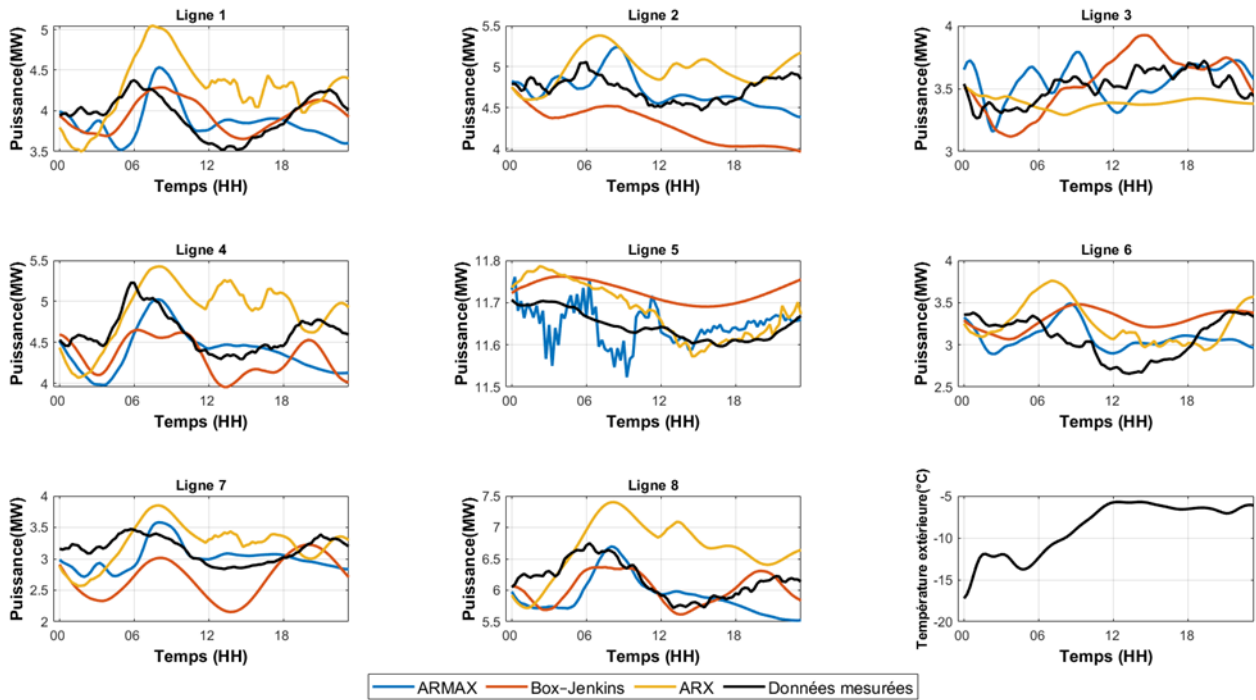 Ligne 1
Puissance(MW)
5
4.5
4
3.5
00
06
12
18
Temps (HH)
Ligne 2
Puissance(MW)
5.5
5
4.5
4
00
06
12
18
Temps (HH)
Ligne 3
Puissance(MW)
4
3.5
3
00
06
12
18
Temps (HH)
Ligne 4
Puissance(MW)
5.5
5
4.5
4
00
06
12
18
Temps (HH)
Ligne 5
Puissance(MW)
11.8
11.7
11.6
11.5
00
06
12
18
Temps (HH)
Ligne 6
Puissance(MW)
4
3.5
3
2.5
00
06
12
18
Temps (HH)
Ligne 7
Puissance(MW)
4
3.5
3
2.5
2
00
06
12
18
Temps (HH)
Ligne 8
Puissance(MW)
7.5
7
6.5
6
5.5
00
06
12
18
Temps (HH)
Température extérieure(°C)
-5
-10
-15
-20
00
06
12
18
Temps (HH)
ARMAX
Box-Jenkins
ARX
Données mesurées